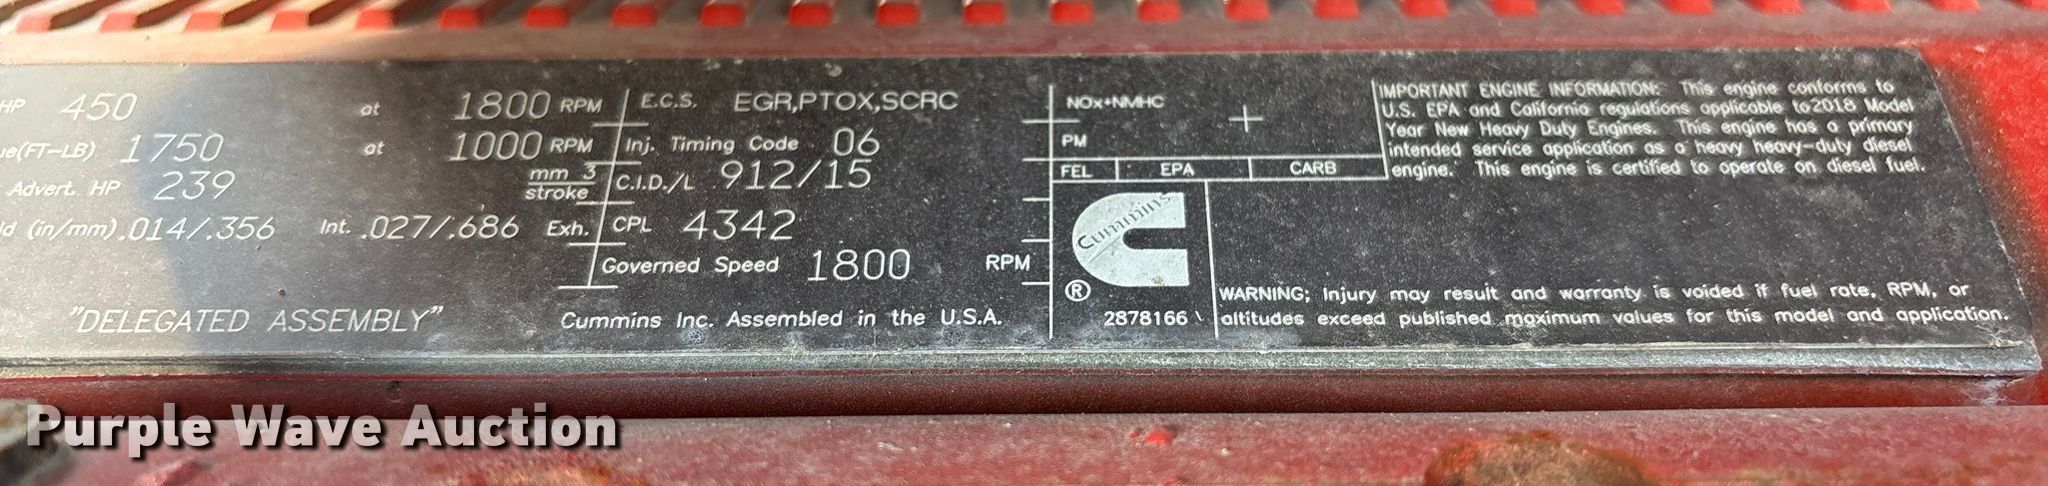 HP 450 at 1800 RPM
ue(FT-LB) 1750 at 1000 RPM
Advert. HP 239 mm 3 stroke
ld (in/mm) .014/.356 Int. .027/.686 Exh.
"DELEGATED ASSEMBLY"
E.C.S. EGR,PTOX,SCRC
Inj. Timing Code 06
C.I.D./L 912/15
CPL 4342
Governed Speed 1800 RPM
Cummins Inc. Assembled in the U.S.A.
NOx+NMHC
PM
FEL EPA CARB
Cummins
®
2878166
IMPORTANT ENGINE INFORMATION: This engine conforms to
U.S. EPA and California regulations applicable to 2018 Model
Year New Heavy Duty Engines. This engine has a primary
intended service application as a heavy heavy-duty diesel
engine. This engine is certified to operate on diesel fuel.
WARNING; Injury may result and warranty is voided if fuel rate, RPM, or
altitudes exceed published maximum values for this model and application.
Purple Wave Auction